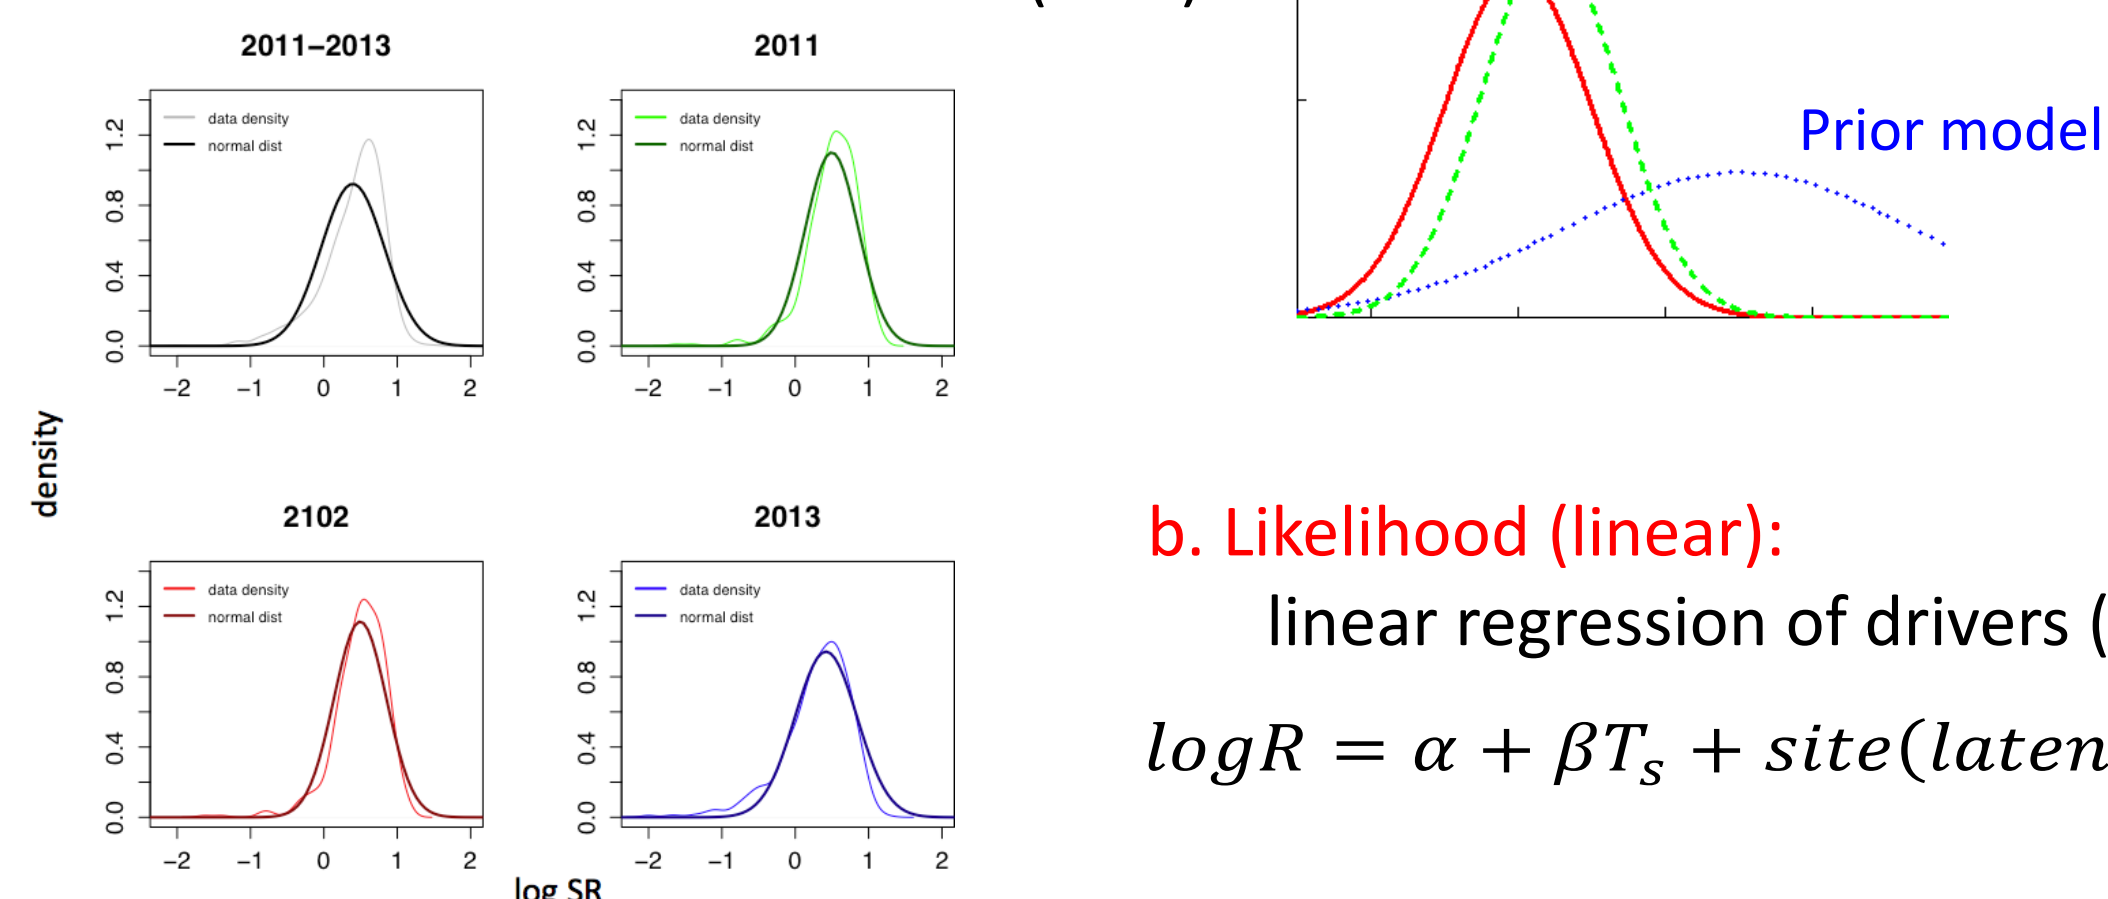 2011–2013
data density
normal dist
0.0 0.4 0.8 1.2
−2 −1 0 1 2
2011
data density
normal dist
0.0 0.4 0.8 1.2
−2 −1 0 1 2
density
2102
data density
normal dist
0.0 0.4 0.8 1.2
−2 −1 0 1 2
2013
data density
normal dist
0.0 0.4 0.8 1.2
−2 −1 0 1 2
log SR
Prior model
b. Likelihood (linear):
linear regression of drivers (
logR = α + βTₛ + site(laten